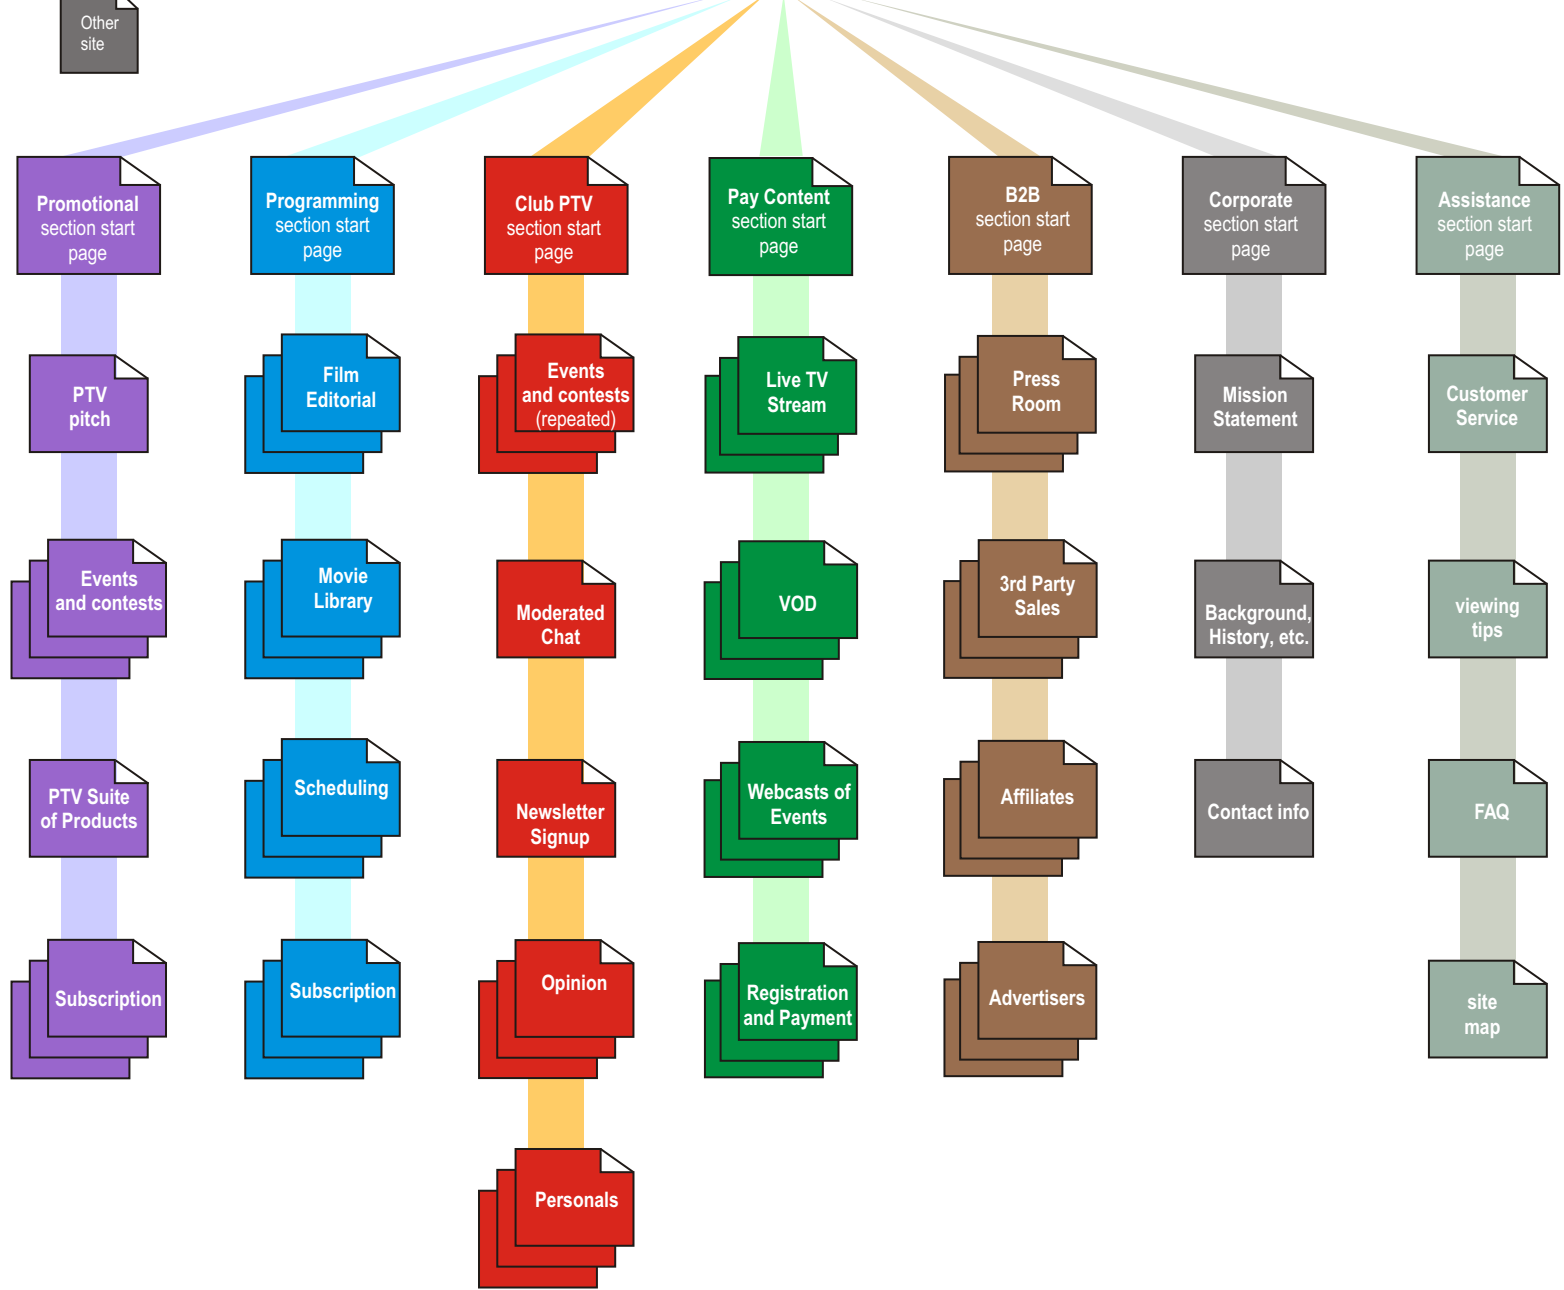 Other
site
Promotional
section start
page
Programming
section start
page
Club PTV
section start
page
Pay Content
section start
page
B2B
section start
page
Corporate
section start
page
Assistance
section start
page
PTV
pitch
Film
Editorial
Events
and contests
(repeated)
Live TV
Stream
Press
Room
Mission
Statement
Customer
Service
Events
and contests
Movie
Library
Moderated
Chat
VOD
3rd Party
Sales
Background,
History, etc.
viewing
tips
PTV Suite
of Products
Scheduling
Newsletter
Signup
Webcasts of
Events
Affiliates
Contact info
FAQ
Subscription
Subscription
Opinion
Registration
and Payment
Advertisers
site
map
Personals